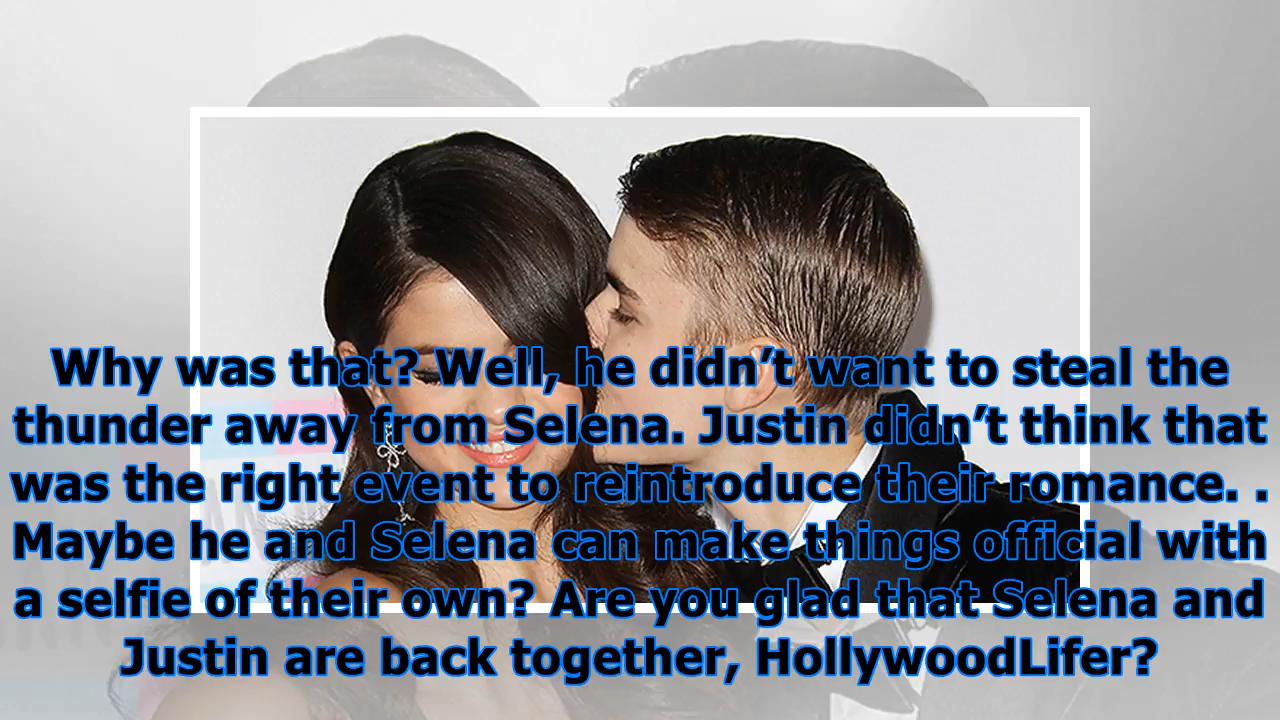 Why was that? Well, he didn’t want to steal the
thunder away from Selena. Justin didn’t think that
was the right event to reintroduce their romance. .
Maybe he and Selena can make things official with
a selfie of their own? Are you glad that Selena and
Justin are back together, HollywoodLifer?